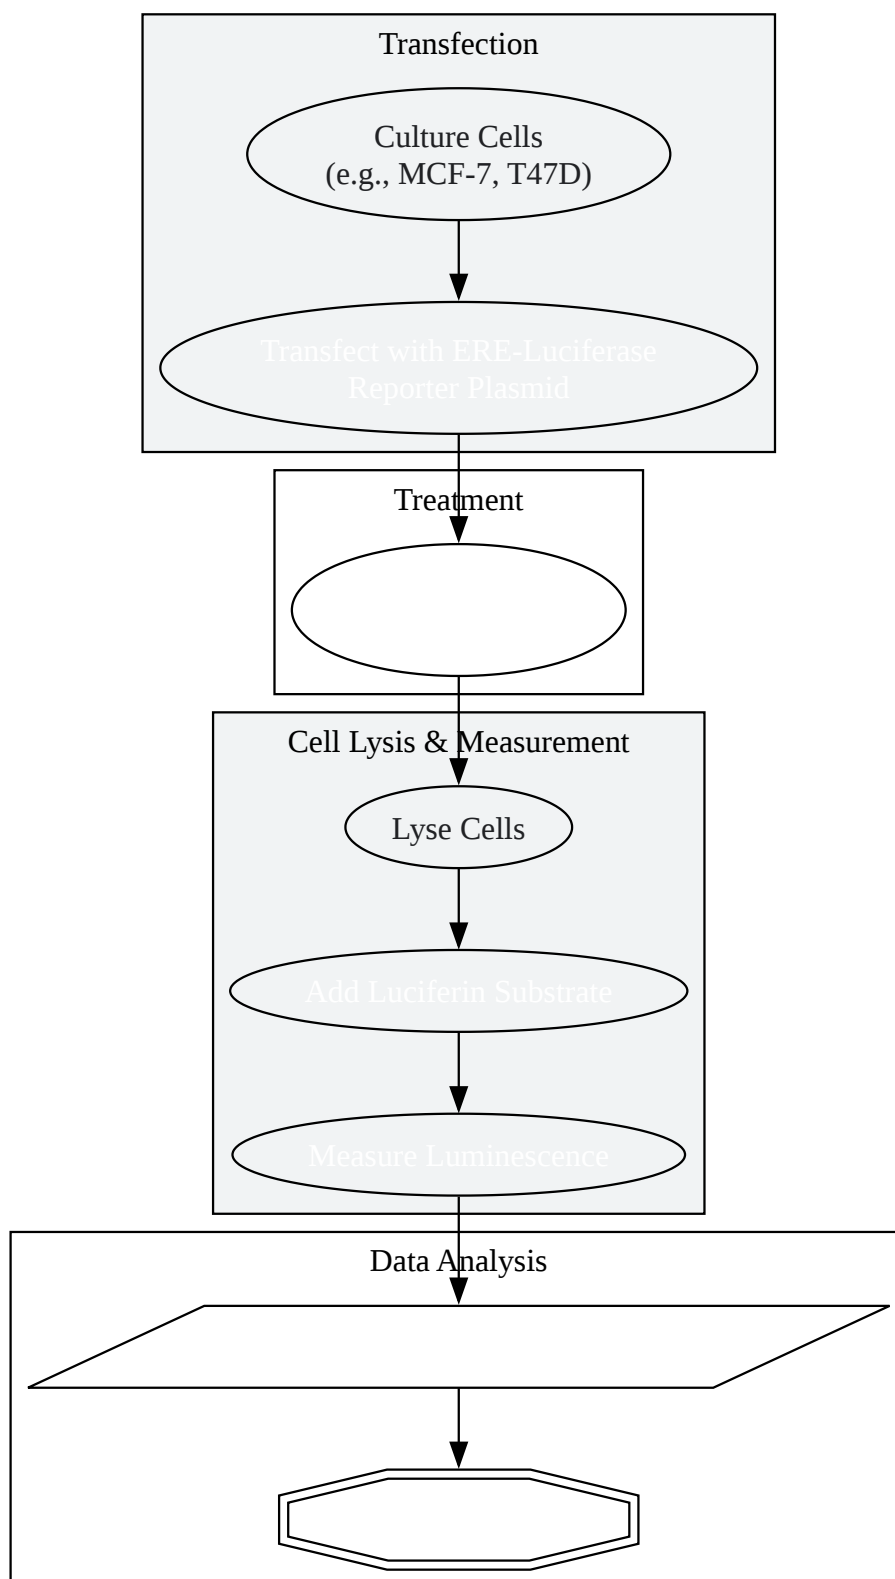 Transfection
Culture Cells
(e.g., MCF-7, T47D)
Transfect with ERE-Luciferase
Reporter Plasmid
Treatment
Cell Lysis & Measurement
Lyse Cells
Add Luciferin Substrate
Measure Luminescence
Data Analysis